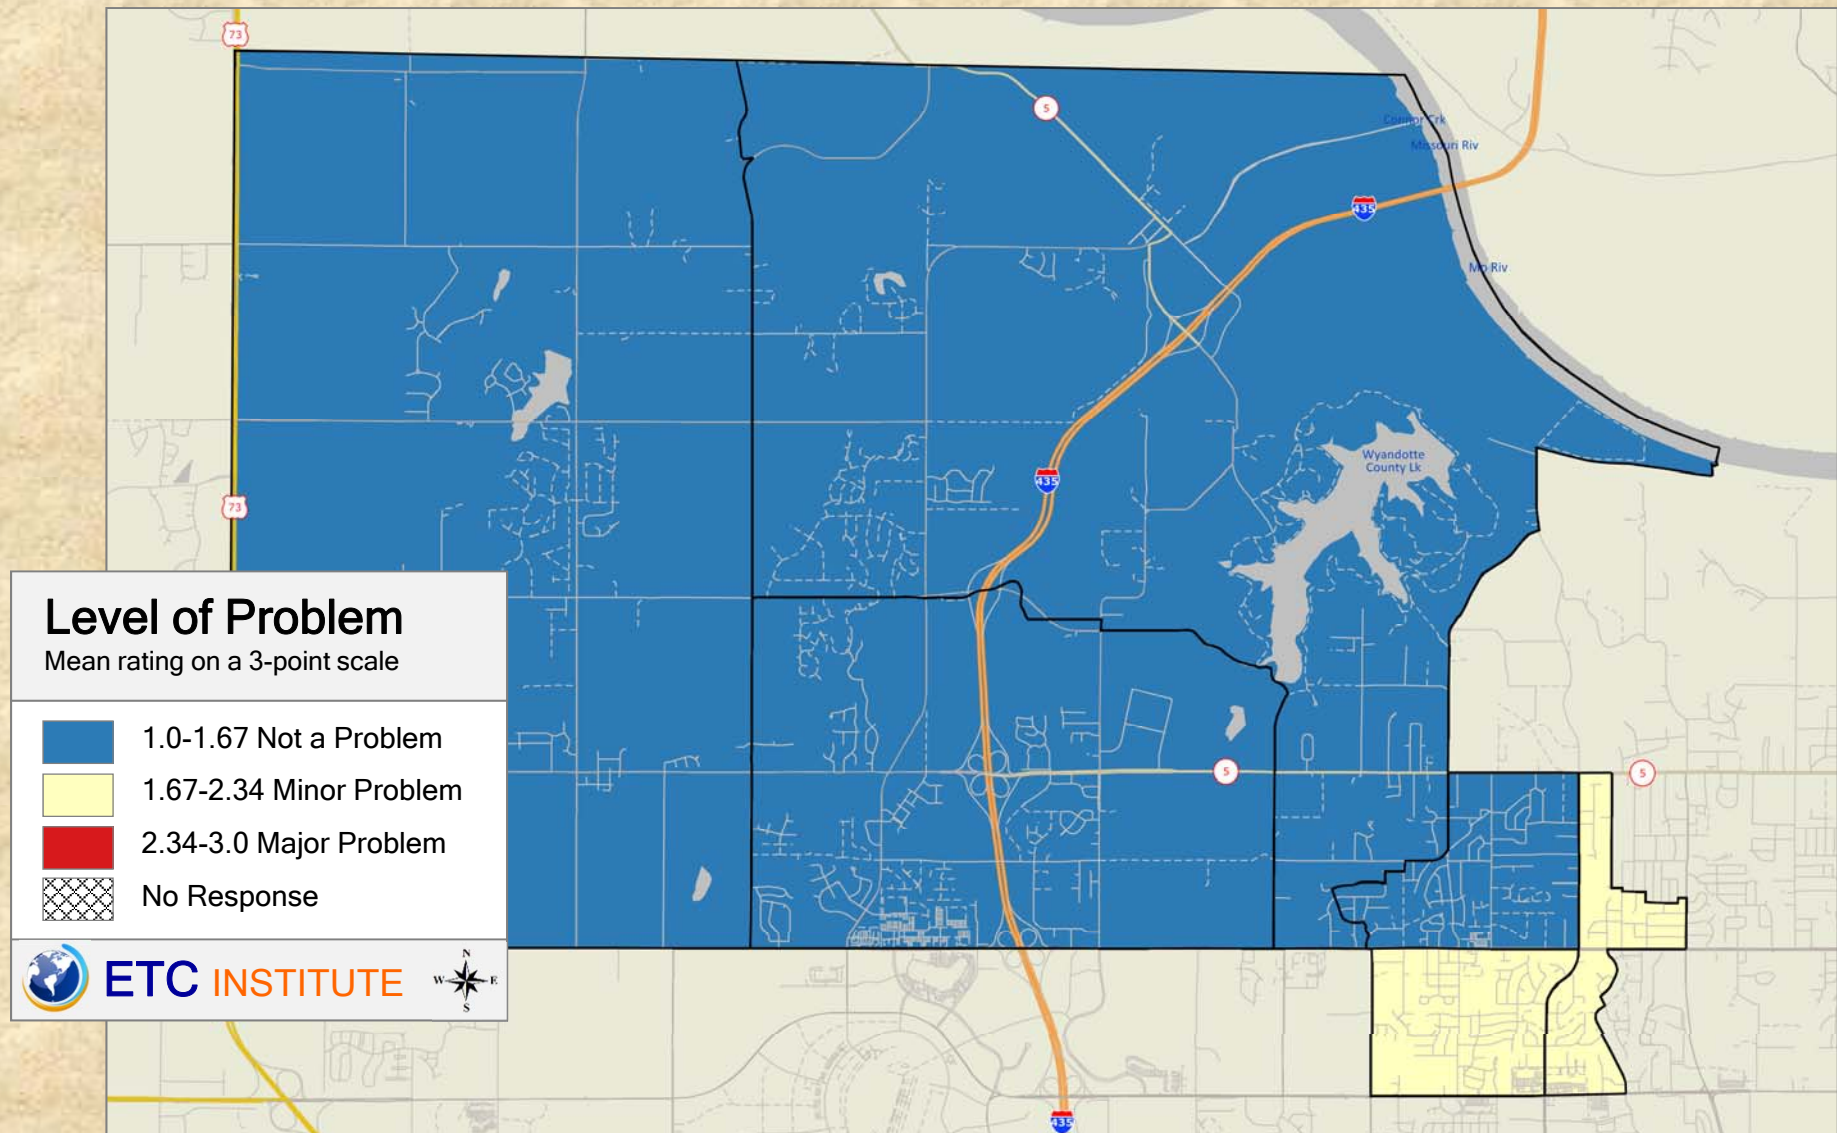 73
5
Connor Crk
Missouri Riv
435
Mo Riv
Wyandotte
County Lk
435
73
Level of Problem
Mean rating on a 3-point scale
1.0-1.67 Not a Problem
5
5
1.67-2.34 Minor Problem
2.34-3.0 Major Problem
No Response
ETC INSTITUTE
N
W E
S
435